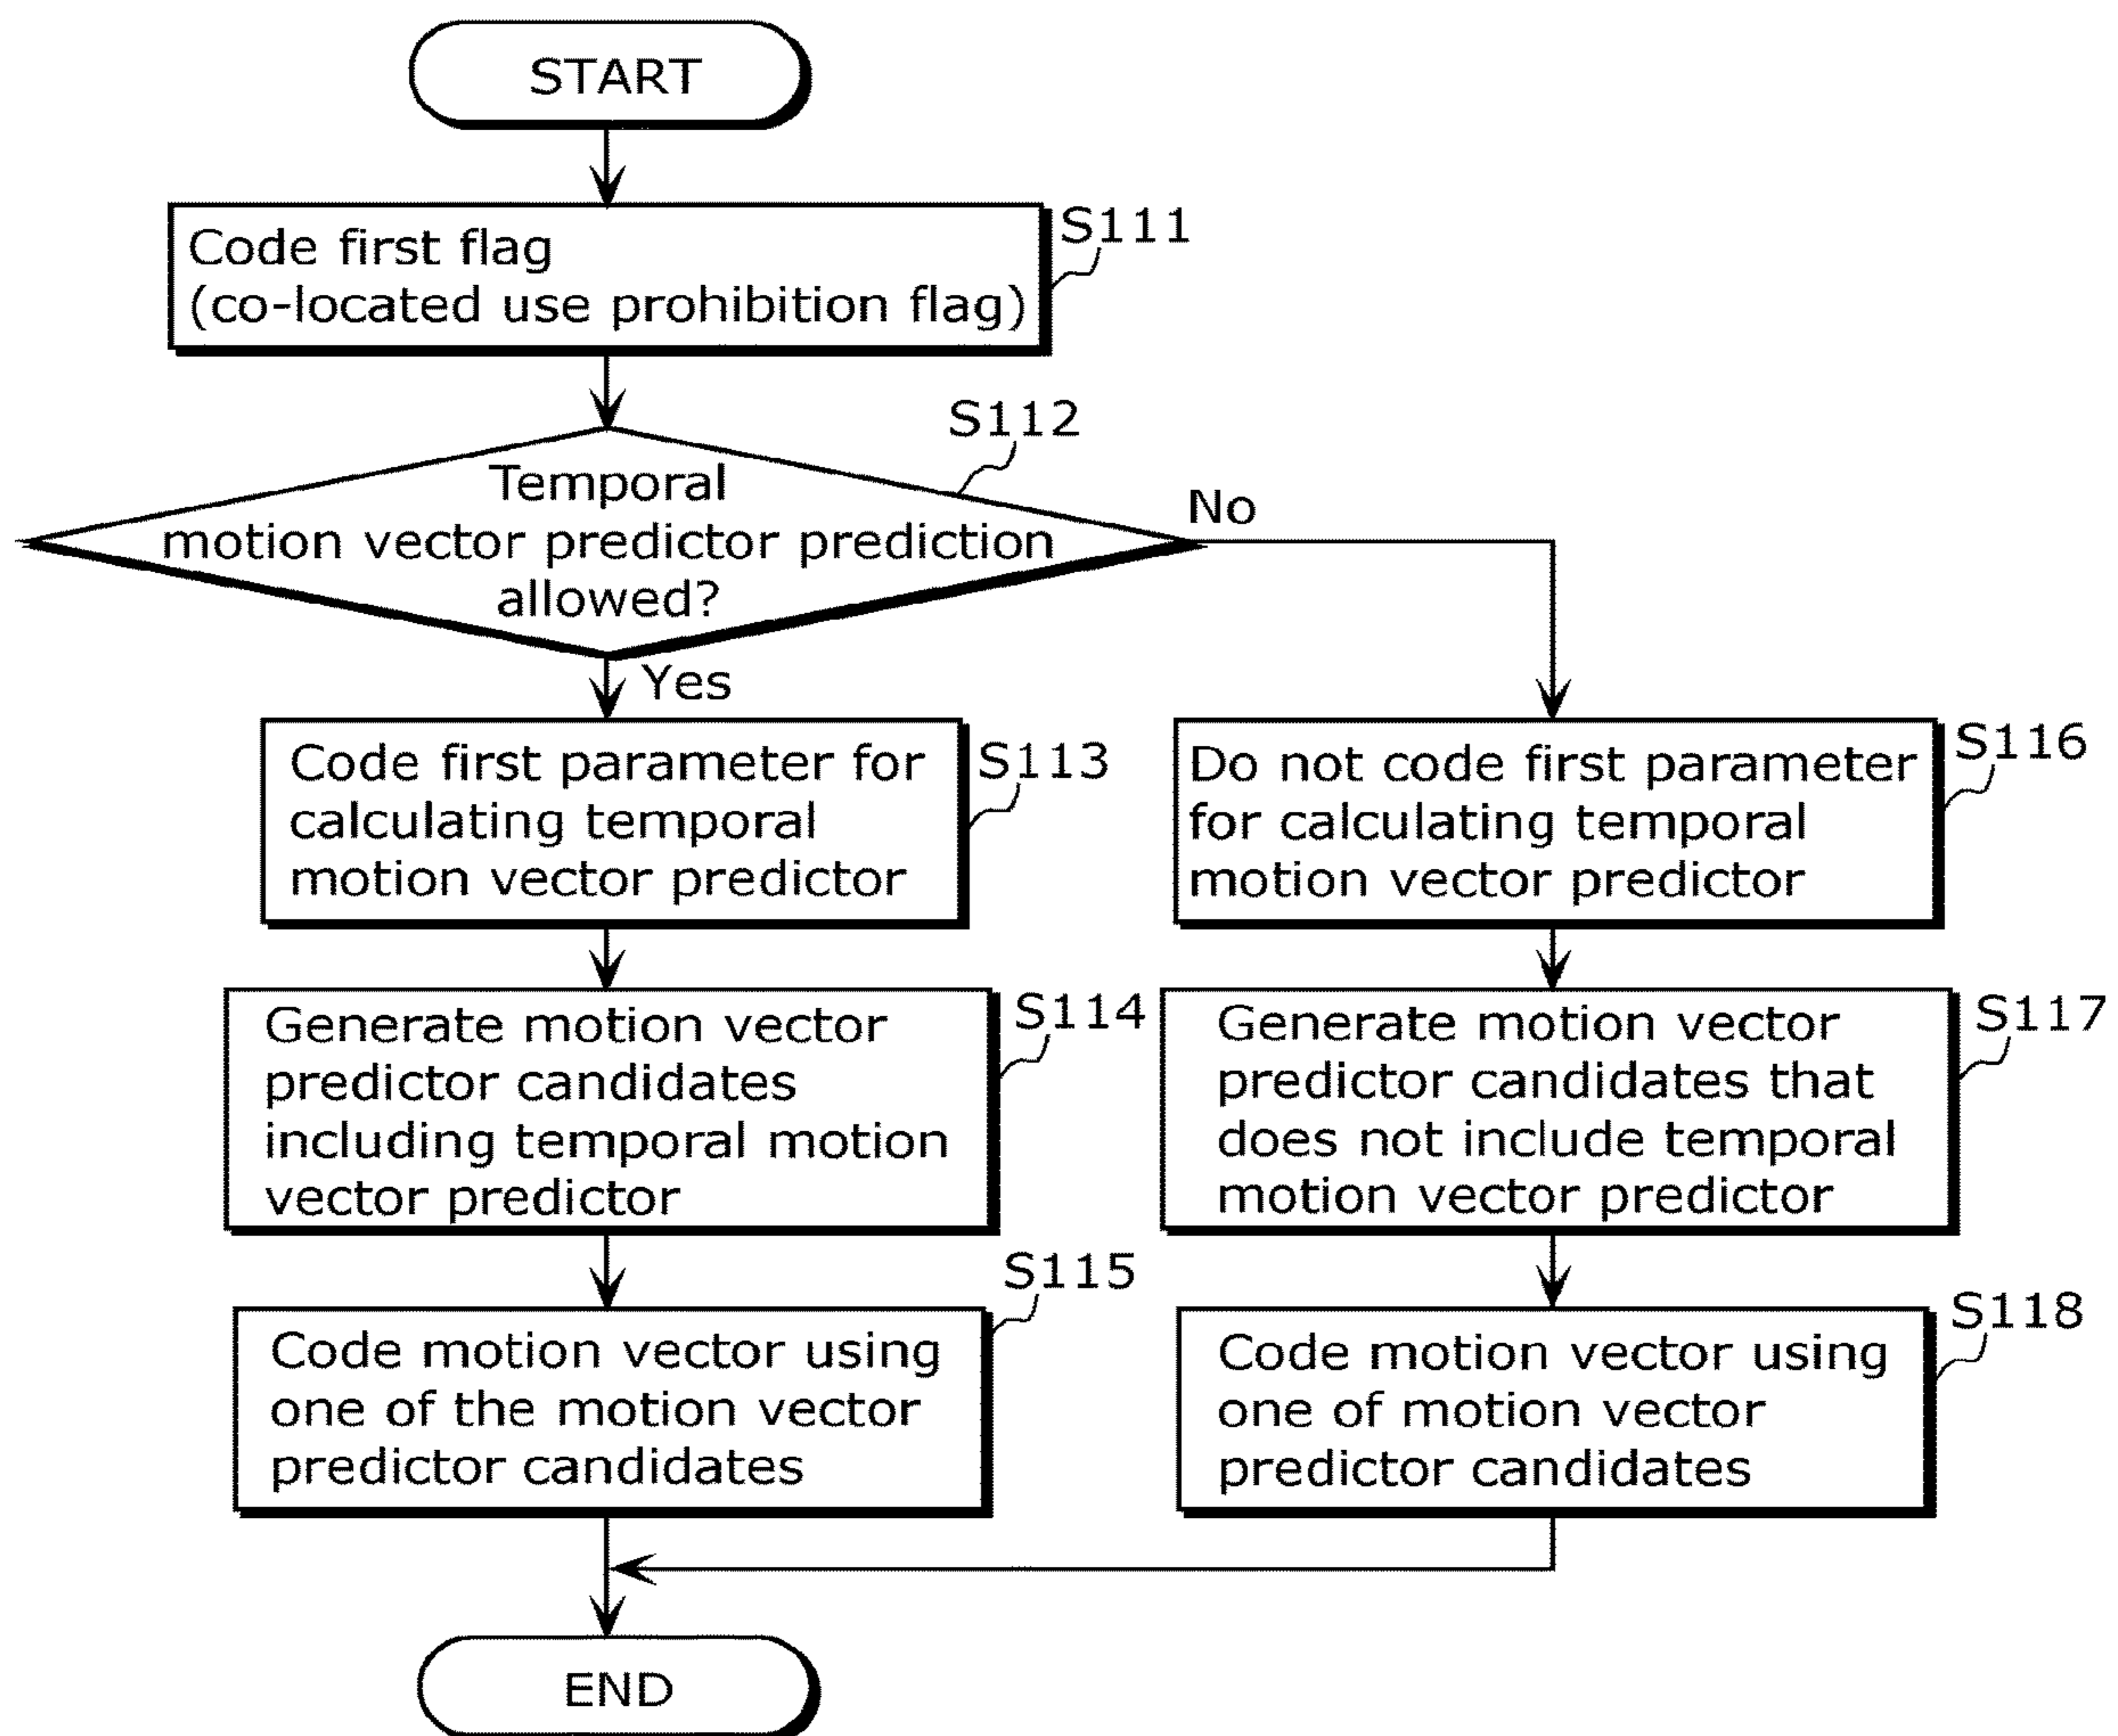 START
Code first flag
(co-located use prohibition flag)
S111
S112
Temporal
motion vector predictor prediction
allowed?
No
Yes
Code first parameter for
calculating temporal
motion vector predictor
S113
Do not code first parameter
for calculating temporal
motion vector predictor
S116
Generate motion vector
predictor candidates
including temporal motion
vector predictor
S114
Generate motion vector
predictor candidates that
does not include temporal
motion vector predictor
S117
Code motion vector using
one of the motion vector
predictor candidates
S115
Code motion vector using
one of motion vector
predictor candidates
S118
END